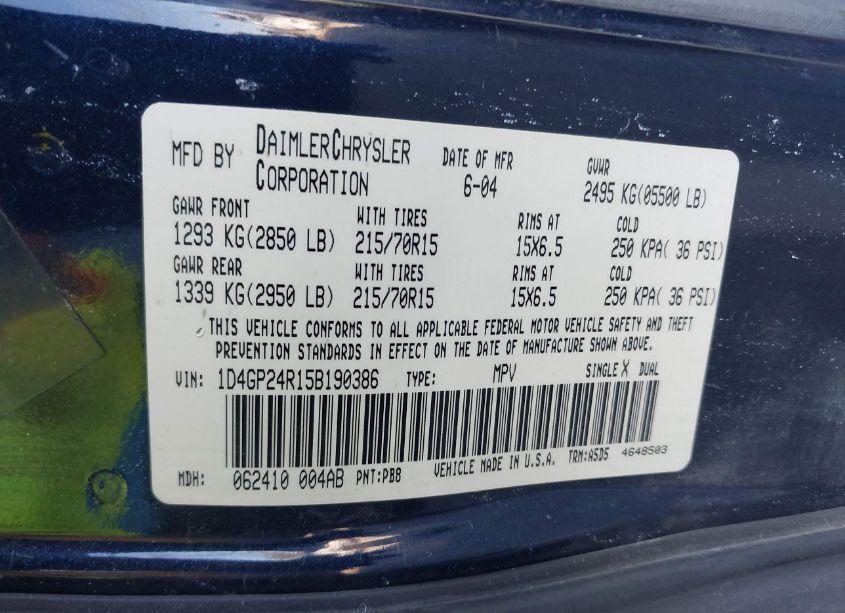 MFD BY DAIMLERCHRYSLER CORPORATION DATE OF MFR 6-04 GVWR 2495 KG(05500 LB)
GAWR FRONT WITH TIRES RIMS AT COLD
1293 KG(2850 LB) 215/70R15 15X6.5 250 KPA( 36 PSI)
GAWR REAR WITH TIRES RIMS AT COLD
1339 KG(2950 LB) 215/70R15 15X6.5 250 KPA( 36 PSI)
THIS VEHICLE CONFORMS TO ALL APPLICABLE FEDERAL MOTOR VEHICLE SAFETY AND THEFT
PREVENTION STANDARDS IN EFFECT ON THE DATE OF MANUFACTURE SHOWN ABOVE.
VIN: 1D4GP24R15B190386 TYPE: MPV SINGLE X DUAL
MDH: 062410 004AB PNT:PB8 VEHICLE MADE IN U.S.A. TRM:A5D5 4648503